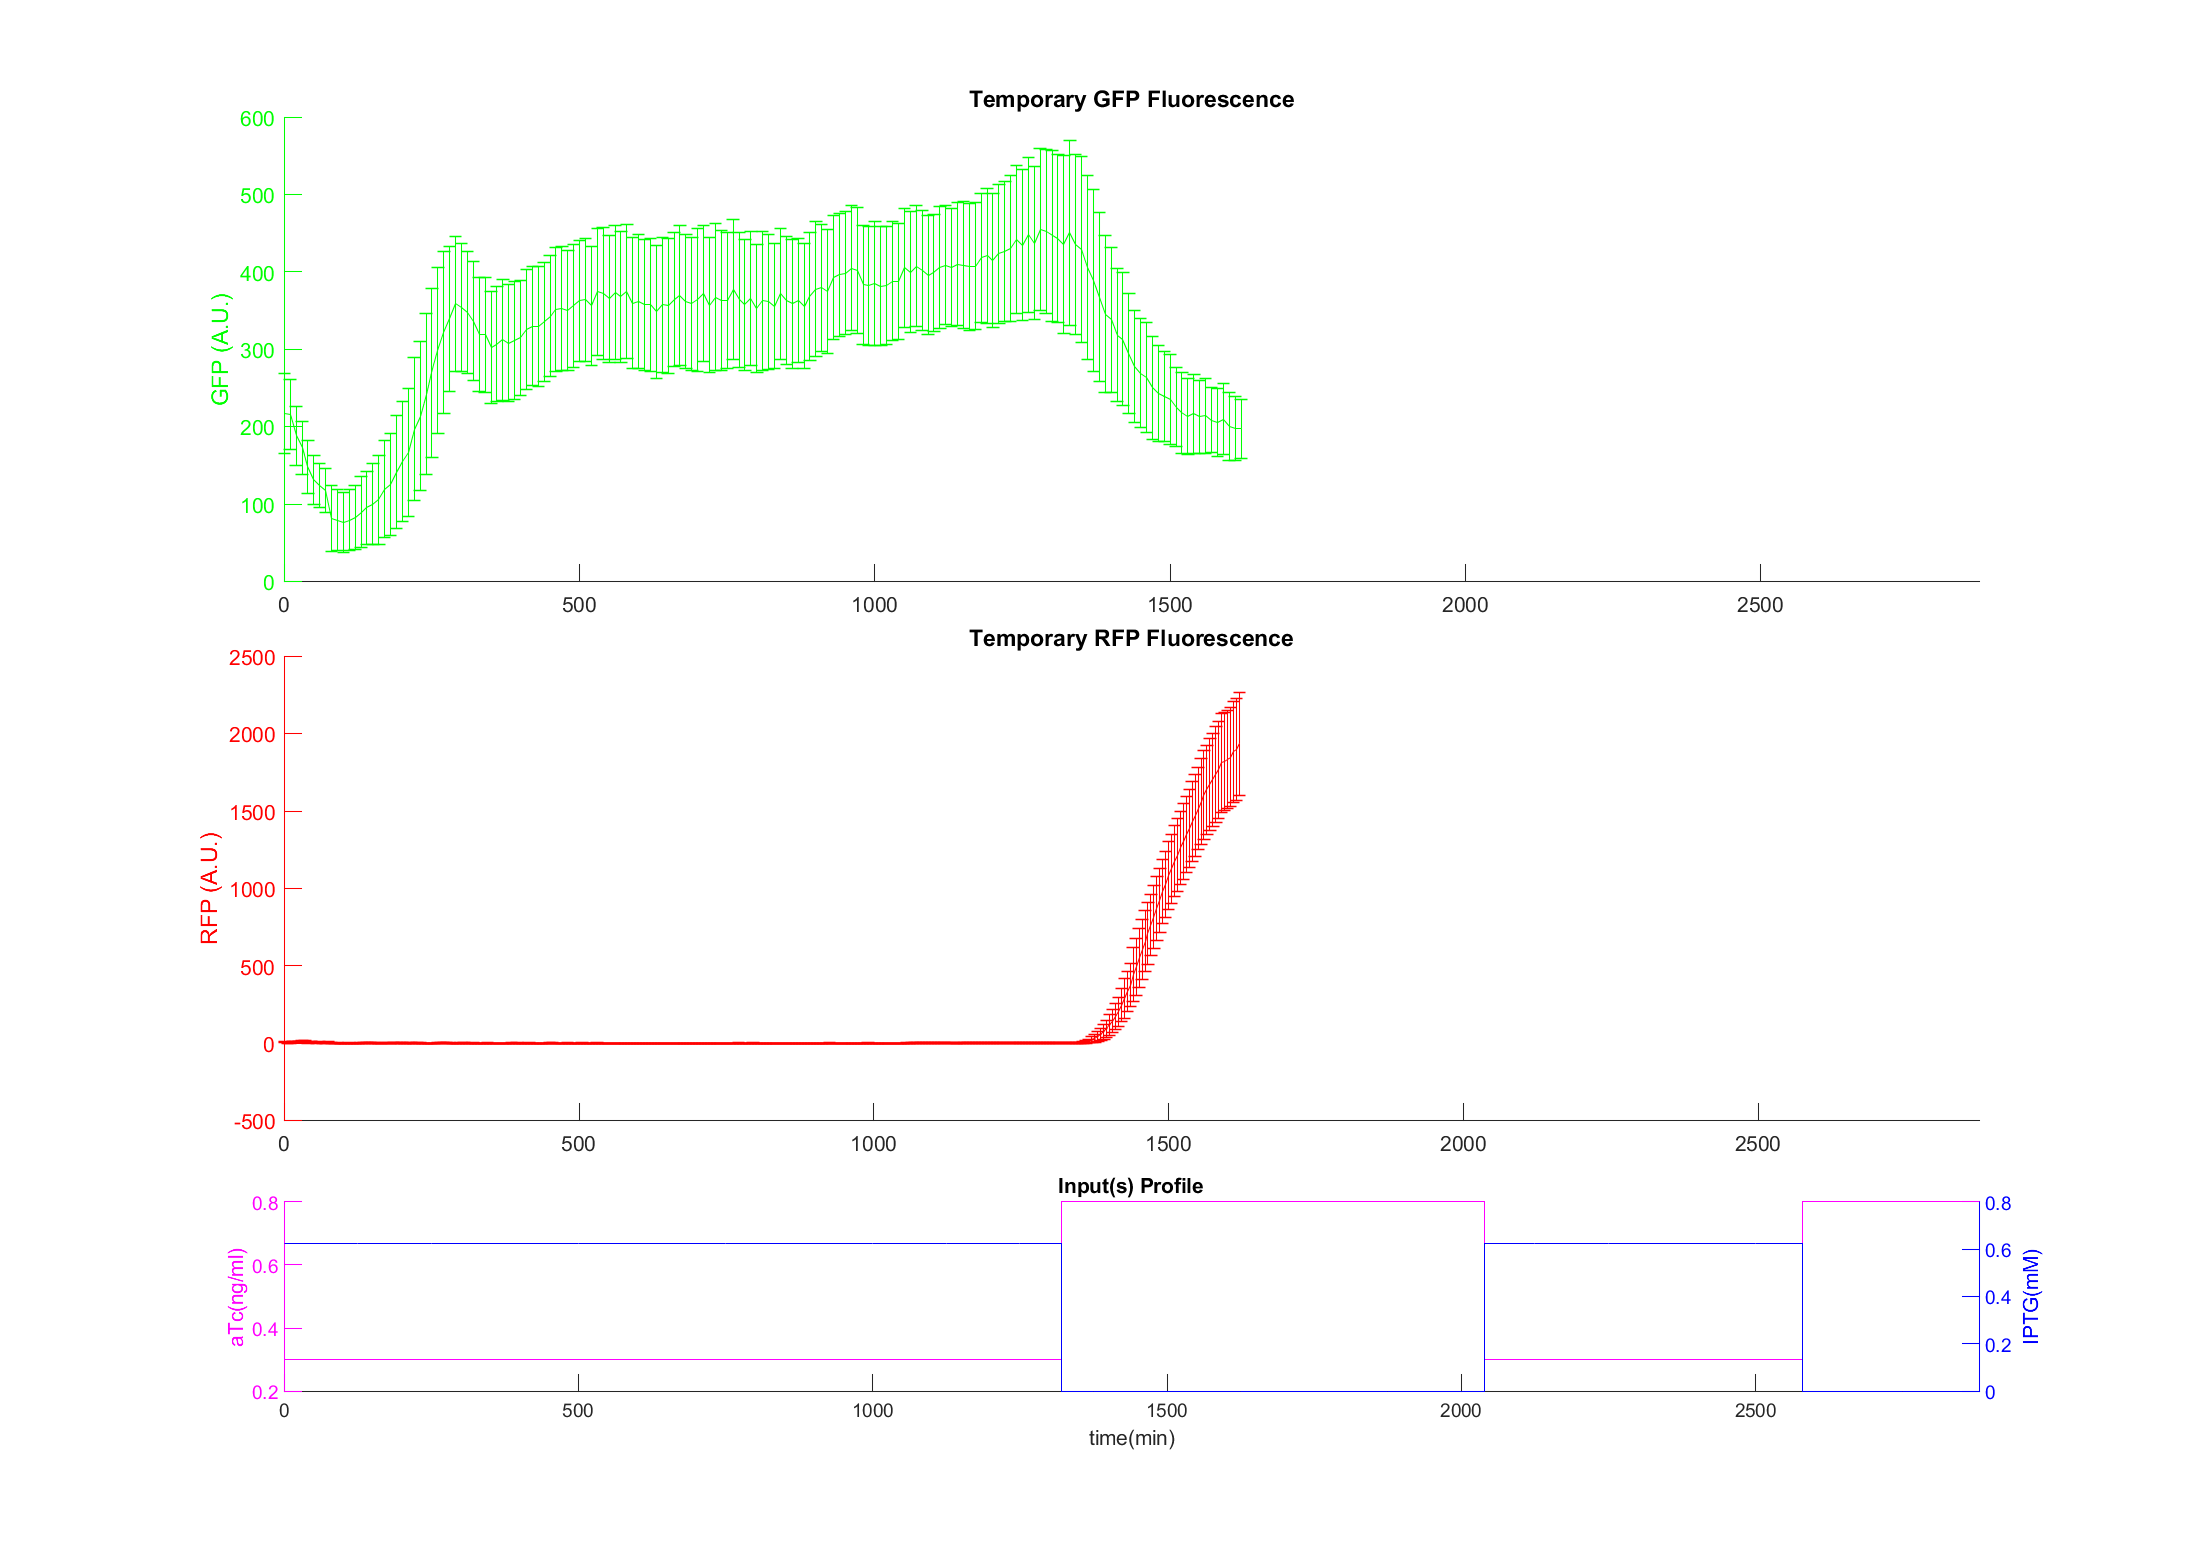 Temporary GFP Fluorescence
600
500
400
300
200
100
0
GFP (A.U.)
0 500 1000 1500 2000 2500
Temporary RFP Fluorescence
2500
2000
1500
1000
500
0
-500
RFP (A.U.)
0 500 1000 1500 2000 2500
Input(s) Profile
0.8
0.6
0.4
0.2
aTc(ng/ml)
0.8
0.6
0.4
0.2
0
IPTG(mM)
0 500 1000 1500 2000 2500
time(min)